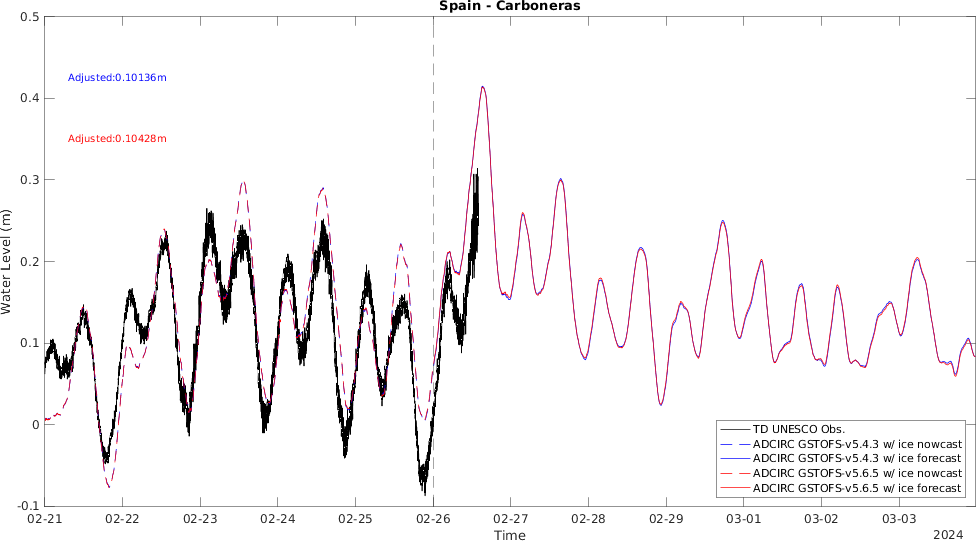 Spain - Carboneras
0.5
0.4
0.3
0.2
0.1
0
-0.1
Water Level (m)
Adjusted:0.10136m
Adjusted:0.10428m
TD UNESCO Obs.
ADCIRC GSTOFS-v5.4.3 w/ ice nowcast
ADCIRC GSTOFS-v5.4.3 w/ ice forecast
ADCIRC GSTOFS-v5.6.5 w/ ice nowcast
ADCIRC GSTOFS-v5.6.5 w/ ice forecast
02-21 02-22 02-23 02-24 02-25 02-26 02-27 02-28 02-29 03-01 03-02 03-03
Time
2024